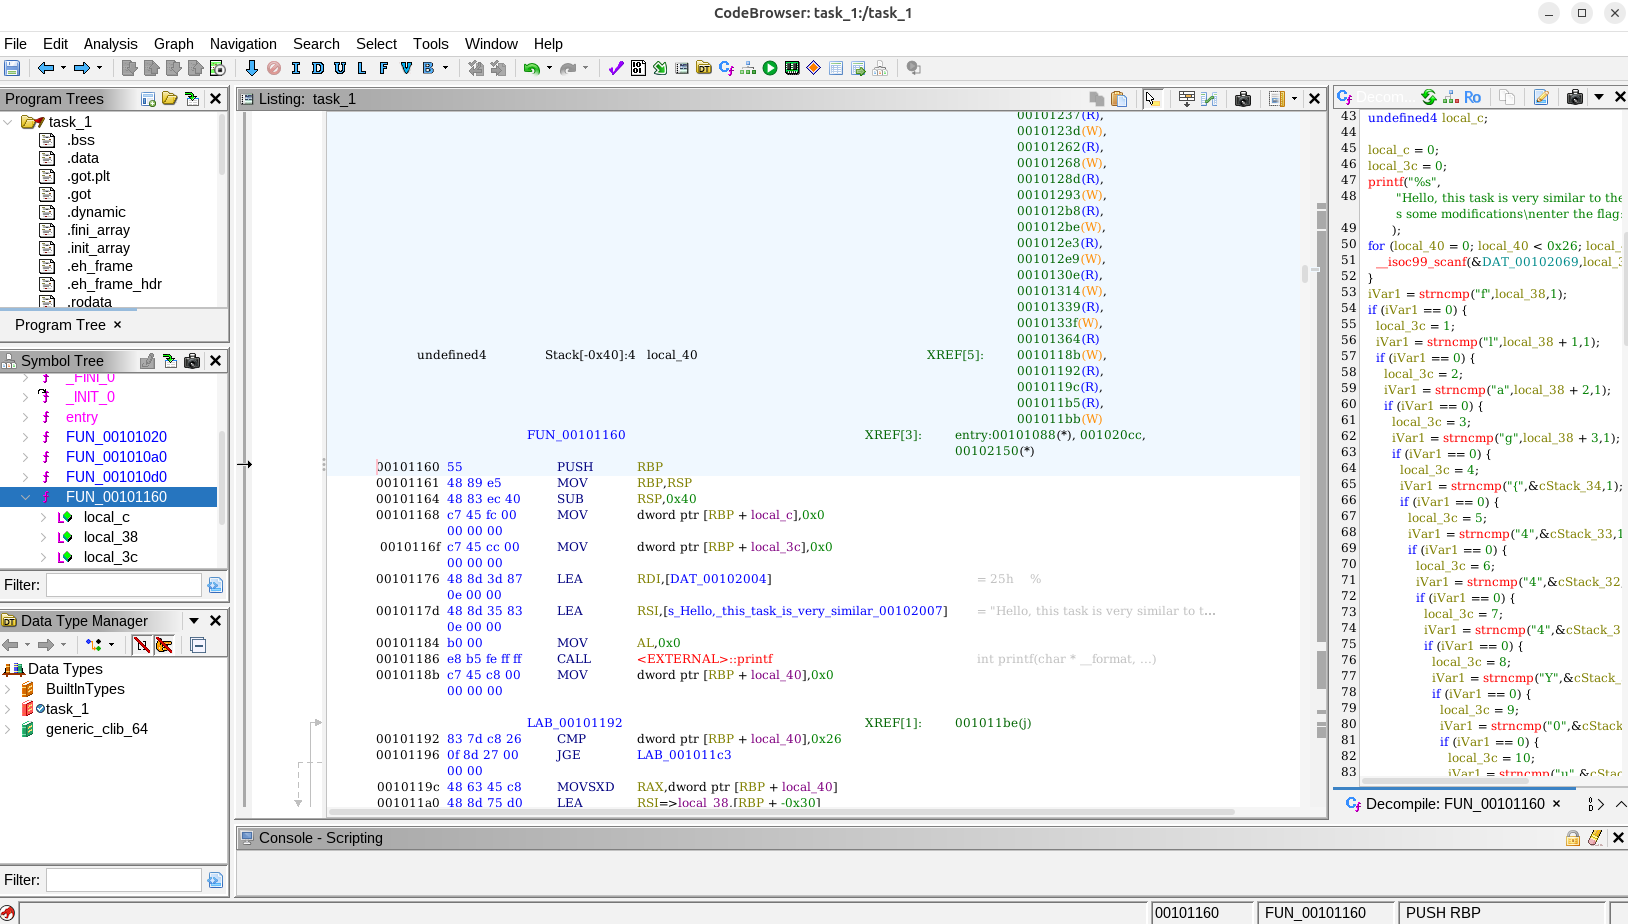 CodeBrowser: task_1:/task_1
File Edit Analysis Graph Navigation Search Select Tools Window Help
Program Trees
task_1
.bss
.data
.got.plt
.got
.dynamic
.fini_array
.init_array
.eh_frame
.eh_frame_hdr
.rodata
Program Tree ×
Symbol Tree
_FINI_0
_INIT_0
entry
FUN_00101020
FUN_001010a0
FUN_001010d0
FUN_00101160
local_c
local_38
local_3c
Filter:
Data Type Manager
Data Types
BuiltInTypes
task_1
generic_clib_64
Filter:
Listing: task_1
00101237(R),
0010123d(W),
00101262(R),
00101268(W),
0010128d(R),
00101293(W),
001012b8(R),
001012be(W),
001012e3(R),
001012e9(W),
0010130e(R),
00101314(W),
00101339(R),
0010133f(W),
00101364(R)
undefined4 Stack[-0x40]:4 local_40 XREF[5]: 0010118b(W),
00101192(R),
0010119c(R),
001011b5(R),
001011bb(W)
FUN_00101160 XREF[3]: entry:00101088(*), 001020cc,
00102150(*)
00101160 55 PUSH RBP
00101161 48 89 e5 MOV RBP,RSP
00101164 48 83 ec 40 SUB RSP,0x40
00101168 c7 45 fc 00 MOV dword ptr [RBP + local_c],0x0
00 00 00
0010116f c7 45 cc 00 MOV dword ptr [RBP + local_3c],0x0
00 00 00
00101176 48 8d 3d 87 LEA RDI,[DAT_00102004] = 25h %
0e 00 00
0010117d 48 8d 35 83 LEA RSI,[s_Hello,_this_task_is_very_similar_00102007] = "Hello, this task is very similar to t...
0e 00 00
00101184 b0 00 MOV AL,0x0
00101186 e8 b5 fe ff ff CALL <EXTERNAL>::printf int printf(char * __format, ...)
0010118b c7 45 c8 00 MOV dword ptr [RBP + local_40],0x0
00 00 00
LAB_00101192 XREF[1]: 001011be(j)
00101192 83 7d c8 26 CMP dword ptr [RBP + local_40],0x26
00101196 0f 8d 27 00 JGE LAB_001011c3
00 00
0010119c 48 63 45 c8 MOVSXD RAX,dword ptr [RBP + local_40]
001011a0 48 8d 75 d0 LEA RSI=>local_38,[RBP + -0x30]
43 undefined4 local_c;
44
45 local_c = 0;
46 local_3c = 0;
47 printf("%s",
48 "Hello, this task is very similar to the
s some modifications\nenter the flag:
49 );
50 for (local_40 = 0; local_40 < 0x26; local_
51 __isoc99_scanf(&DAT_00102069,local_3
52 }
53 iVar1 = strncmp("f",local_38,1);
54 if (iVar1 == 0) {
55 local_3c = 1;
56 iVar1 = strncmp("l",local_38 + 1,1);
57 if (iVar1 == 0) {
58 local_3c = 2;
59 iVar1 = strncmp("a",local_38 + 2,1);
60 if (iVar1 == 0) {
61 local_3c = 3;
62 iVar1 = strncmp("g",local_38 + 3,1);
63 if (iVar1 == 0) {
64 local_3c = 4;
65 iVar1 = strncmp("{",&cStack_34,1);
66 if (iVar1 == 0) {
67 local_3c = 5;
68 iVar1 = strncmp("4",&cStack_33,1
69 if (iVar1 == 0) {
70 local_3c = 6;
71 iVar1 = strncmp("4",&cStack_32,
72 if (iVar1 == 0) {
73 local_3c = 7;
74 iVar1 = strncmp("4",&cStack_3
75 if (iVar1 == 0) {
76 local_3c = 8;
77 iVar1 = strncmp("Y",&cStack_
78 if (iVar1 == 0) {
79 local_3c = 9;
80 iVar1 = strncmp("0",&cStack
81 if (iVar1 == 0) {
82 local_3c = 10;
83 iVar1 = strncmp("u",&cStac
Decompile: FUN_00101160 ×
Console - Scripting
00101160 FUN_00101160 PUSH RBP